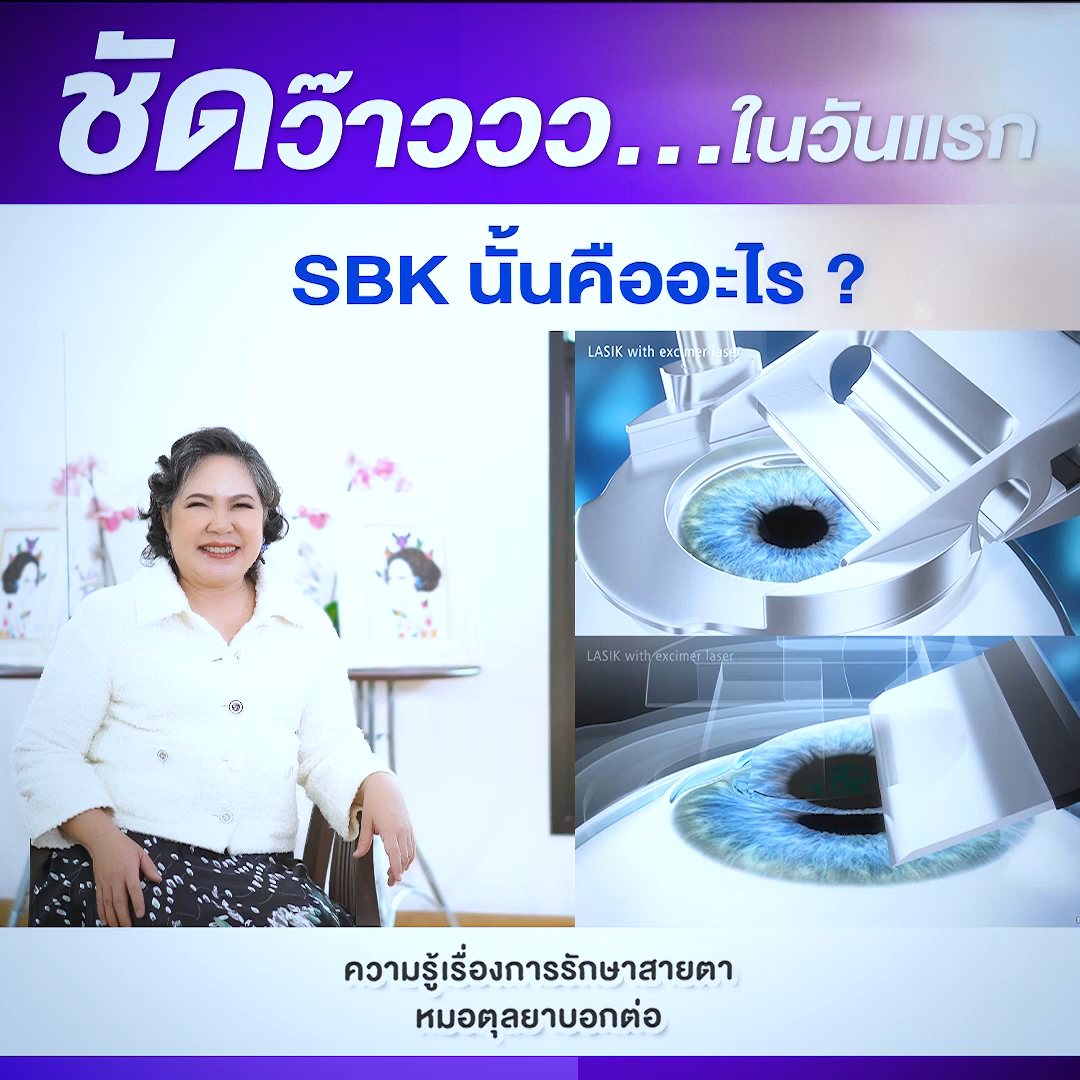 ชัดว๊าววว...ในวันแรก
SBK นั้นคืออะไร ?
LASIK with excimer laser
LASIK with excimer laser
ความรู้เรื่องการรักษาสายตา
หมอตุลยาบอกต่อ